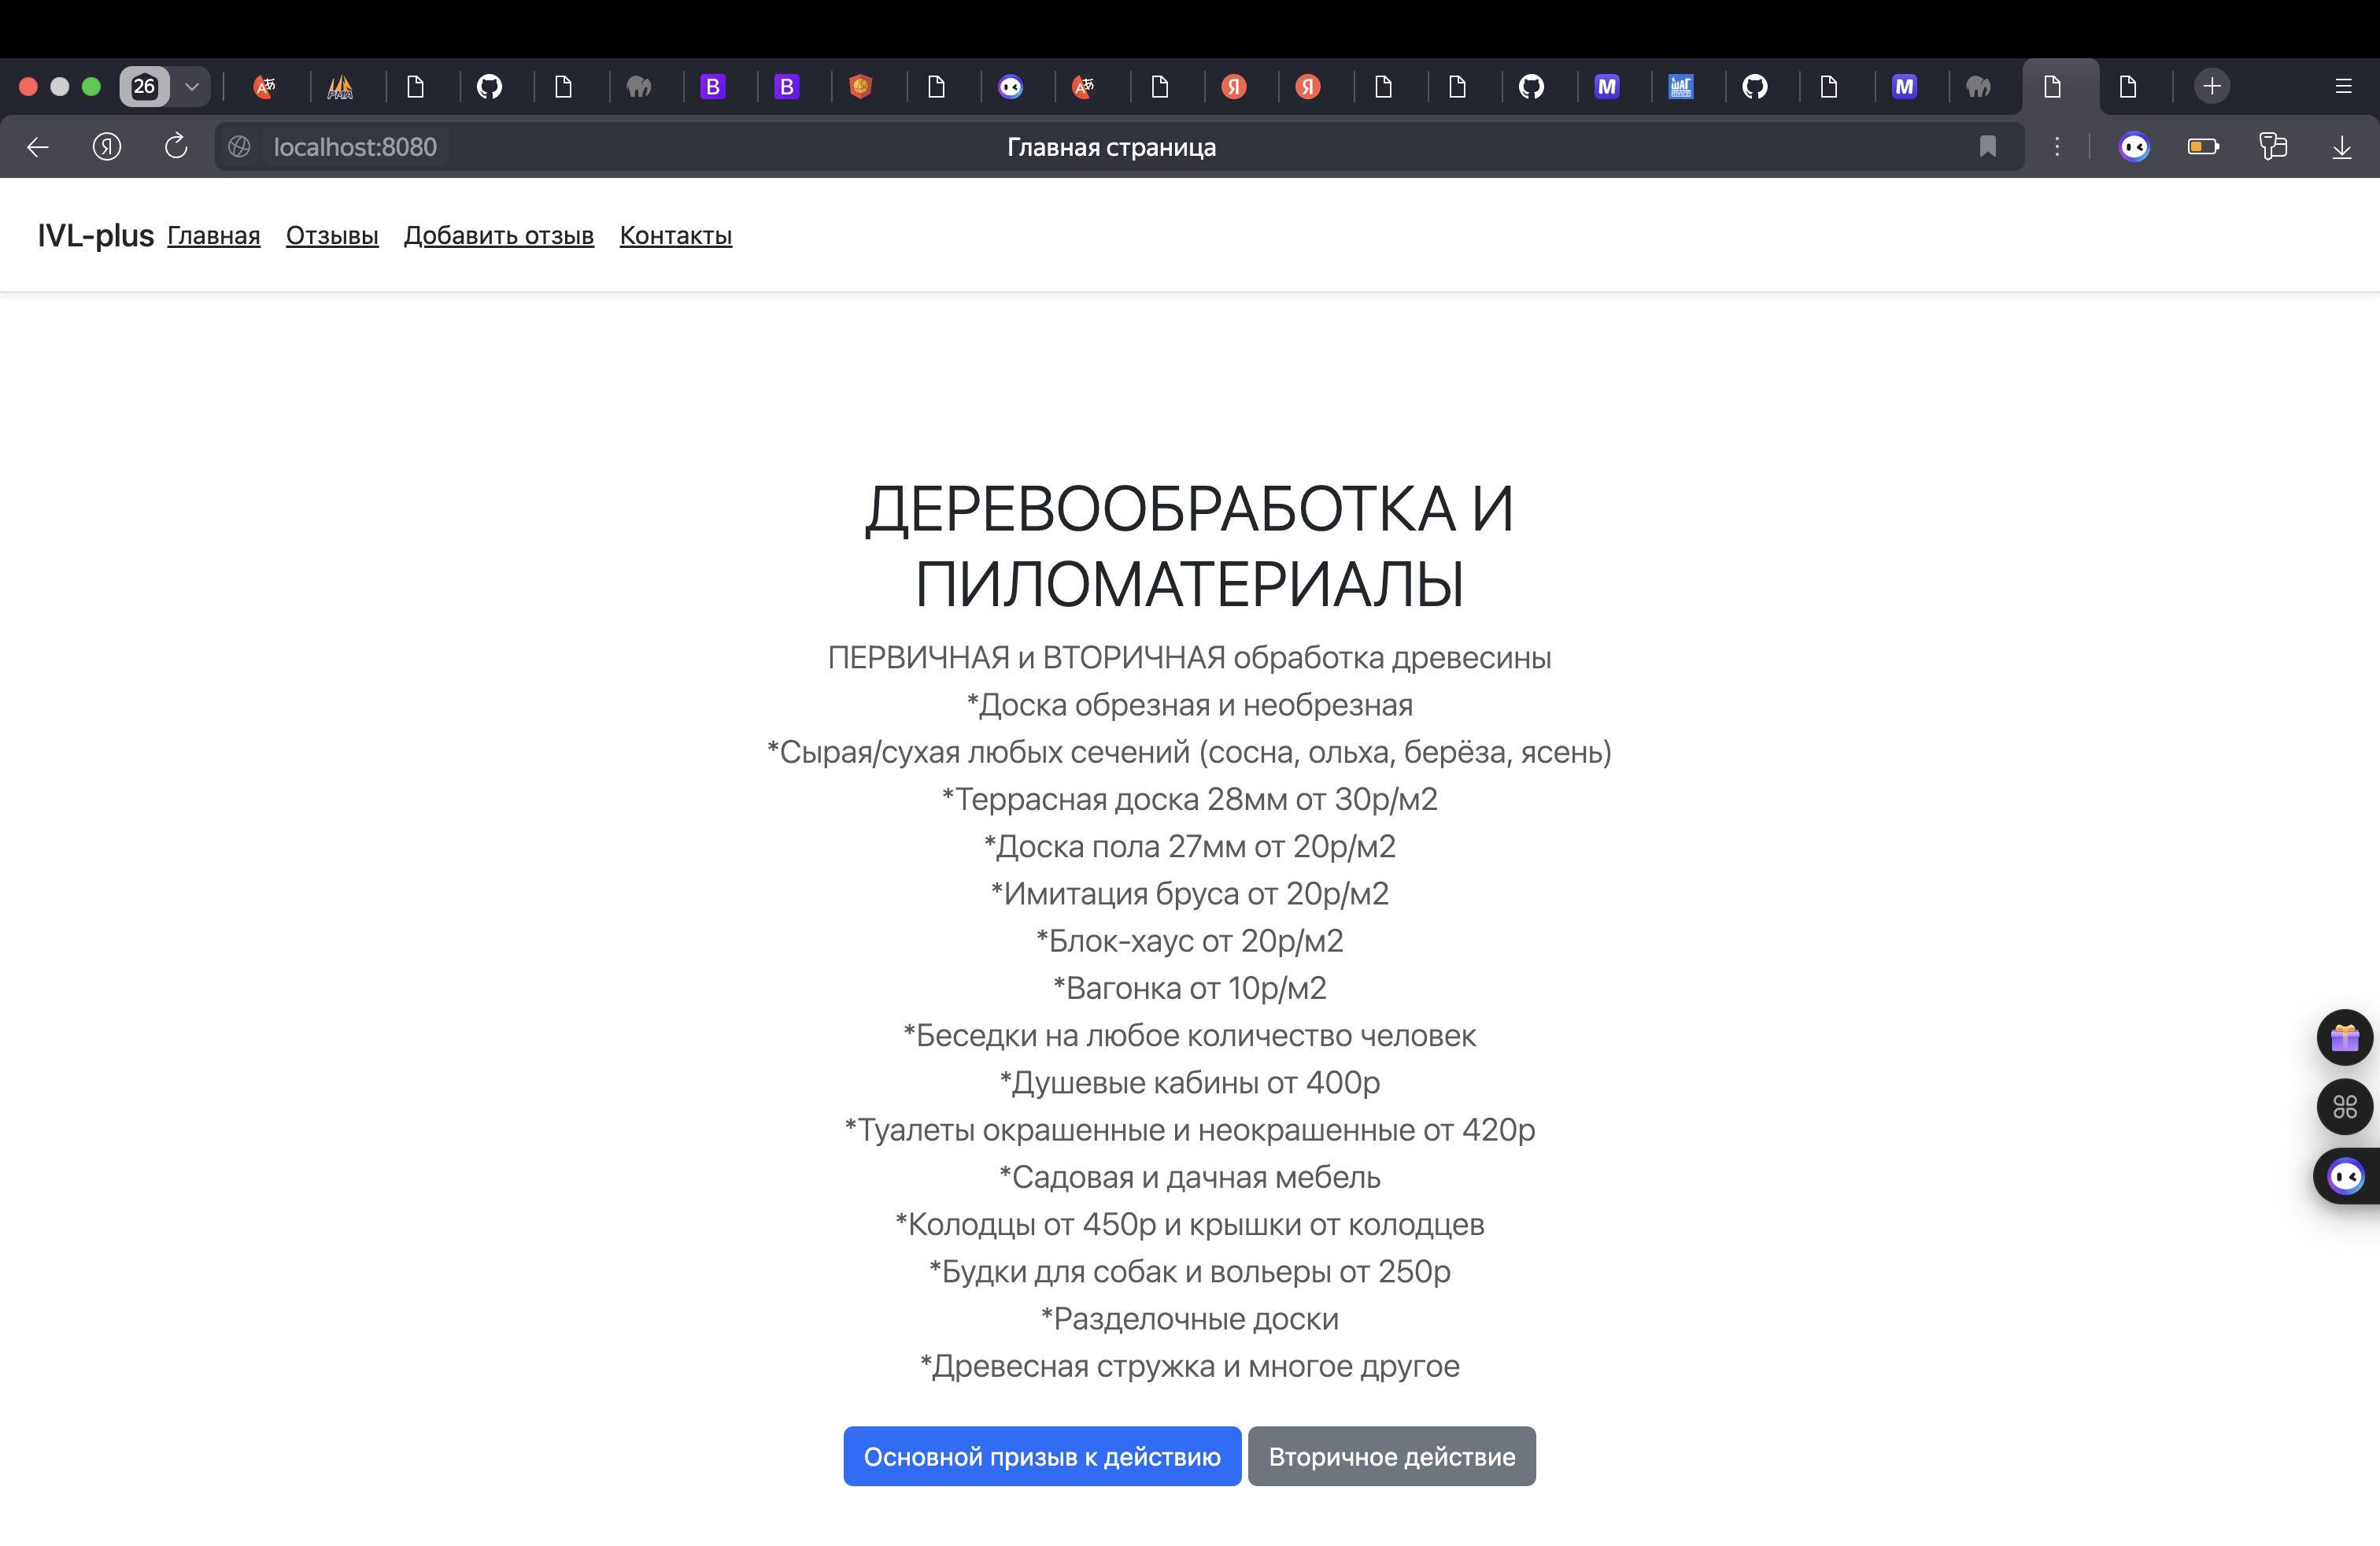 26
localhost:8080 Главная страница
IVL-plus Главная Отзывы Добавить отзыв Контакты
ДЕРЕВООБРАБОТКА И
ПИЛОМАТЕРИАЛЫ
ПЕРВИЧНАЯ и ВТОРИЧНАЯ обработка древесины
*Доска обрезная и необрезная
*Сырая/сухая любых сечений (сосна, ольха, берёза, ясень)
*Террасная доска 28мм от 30р/м2
*Доска пола 27мм от 20р/м2
*Имитация бруса от 20р/м2
*Блок-хаус от 20р/м2
*Вагонка от 10р/м2
*Беседки на любое количество человек
*Душевые кабины от 400р
*Туалеты окрашенные и неокрашенные от 420р
*Садовая и дачная мебель
*Колодцы от 450р и крышки от колодцев
*Будки для собак и вольеры от 250р
*Разделочные доски
*Древесная стружка и многое другое
Основной призыв к действию Вторичное действие